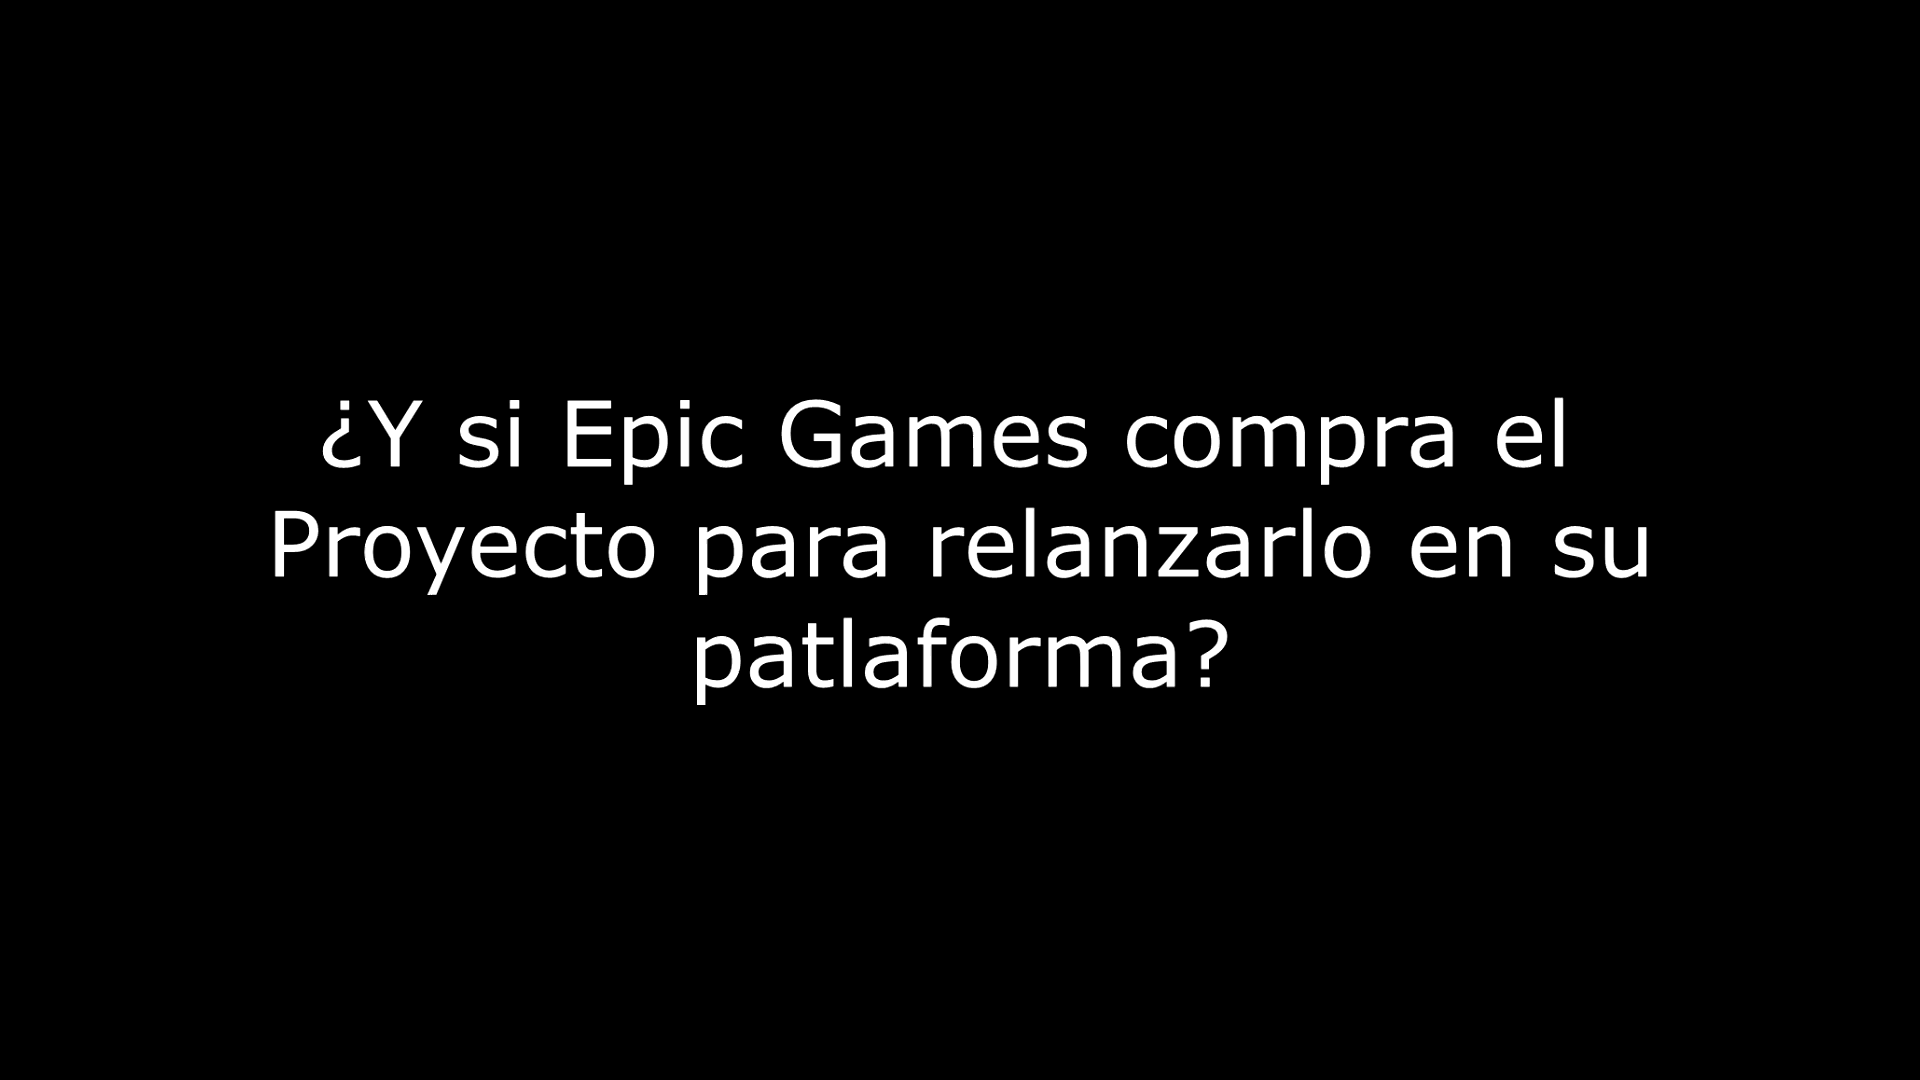 ¿Y si Epic Games compra el
Proyecto para relanzarlo en su
patlaforma?